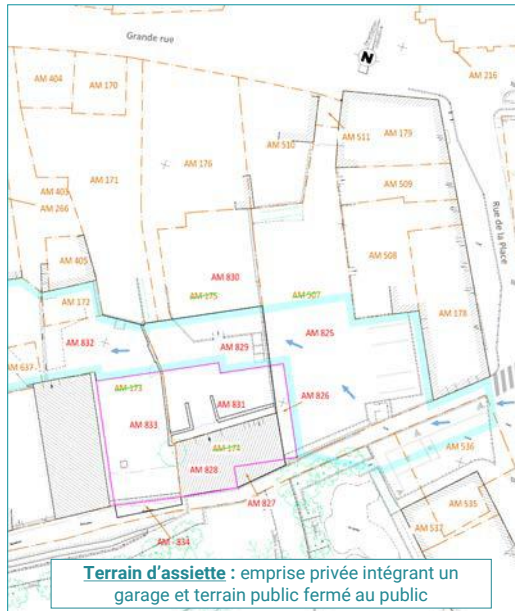 Grande rue
N
AM 216
AM 404
AM 170
AM 511
AM 179
AM 510
AM 176
AM 171
AM 509
AM 403
AM 266
Rue de la Place
AM 405
AM 508
AM 830
AM 175
AM 507
AM 172
AM 178
AM 832
AM 829
AM 825
AM 637
AM 173
AM 831
AM 826
AM 833
AM 174
AM 536
AM 828
AM 827
AM 535
AM 537
AM - 834
Terrain d'assiette : emprise privée intégrant un
garage et terrain public fermé au public